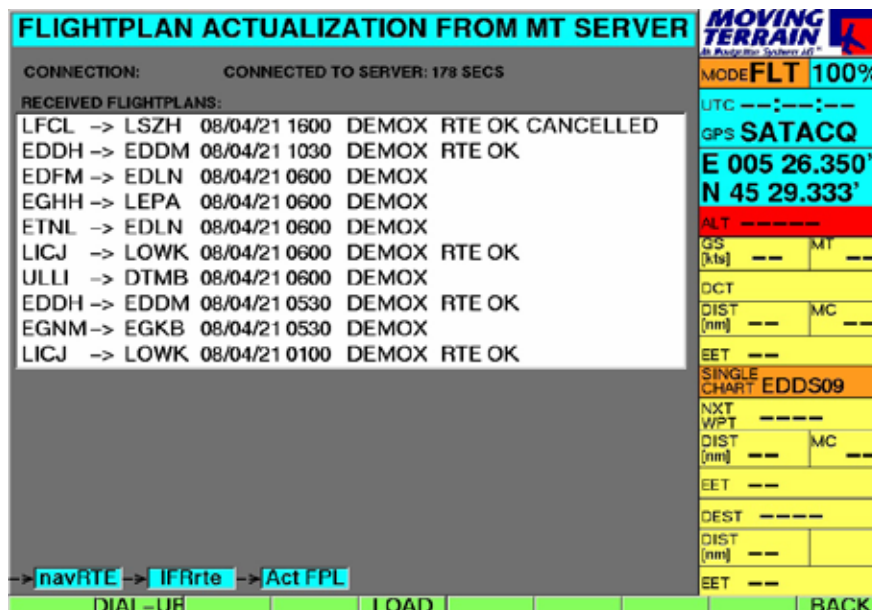 FLIGHTPLAN ACTUALIZATION FROM MT SERVER
CONNECTION: CONNECTED TO SERVER: 178 SECS
RECEIVED FLIGHTPLANS:
LFCL -> LSZH 08/04/21 1600 DEMOX RTE OK CANCELLED
EDDH -> EDDM 08/04/21 1030 DEMOX RTE OK
EDFM -> EDLN 08/04/21 0600 DEMOX
EGHH -> LEPA 08/04/21 0600 DEMOX
ETNL -> EDLN 08/04/21 0600 DEMOX
LICJ -> LOWK 08/04/21 0600 DEMOX RTE OK
ULLI -> DTMB 08/04/21 0600 DEMOX
EDDH -> EDDM 08/04/21 0530 DEMOX RTE OK
EGNM -> EGKB 08/04/21 0530 DEMOX
LICJ -> LOWK 08/04/21 0100 DEMOX RTE OK
-> navRTE -> IFRrte -> Act FPL
DIAL-UP LOAD BACK
MOVING
TERRAIN
Air Navigation Systems AG
MODE FLT 100%
UTC --:--:--
GPS SATACQ
E 005 26.350'
N 45 29.333'
ALT -----
GS [kts] -- MT --
DCT
DIST [nm] -- MC --
EET --
SINGLE CHART EDDS09
NXT WPT ----
DIST [nm] -- MC --
EET --
DEST ----
DIST [nm] --
EET --